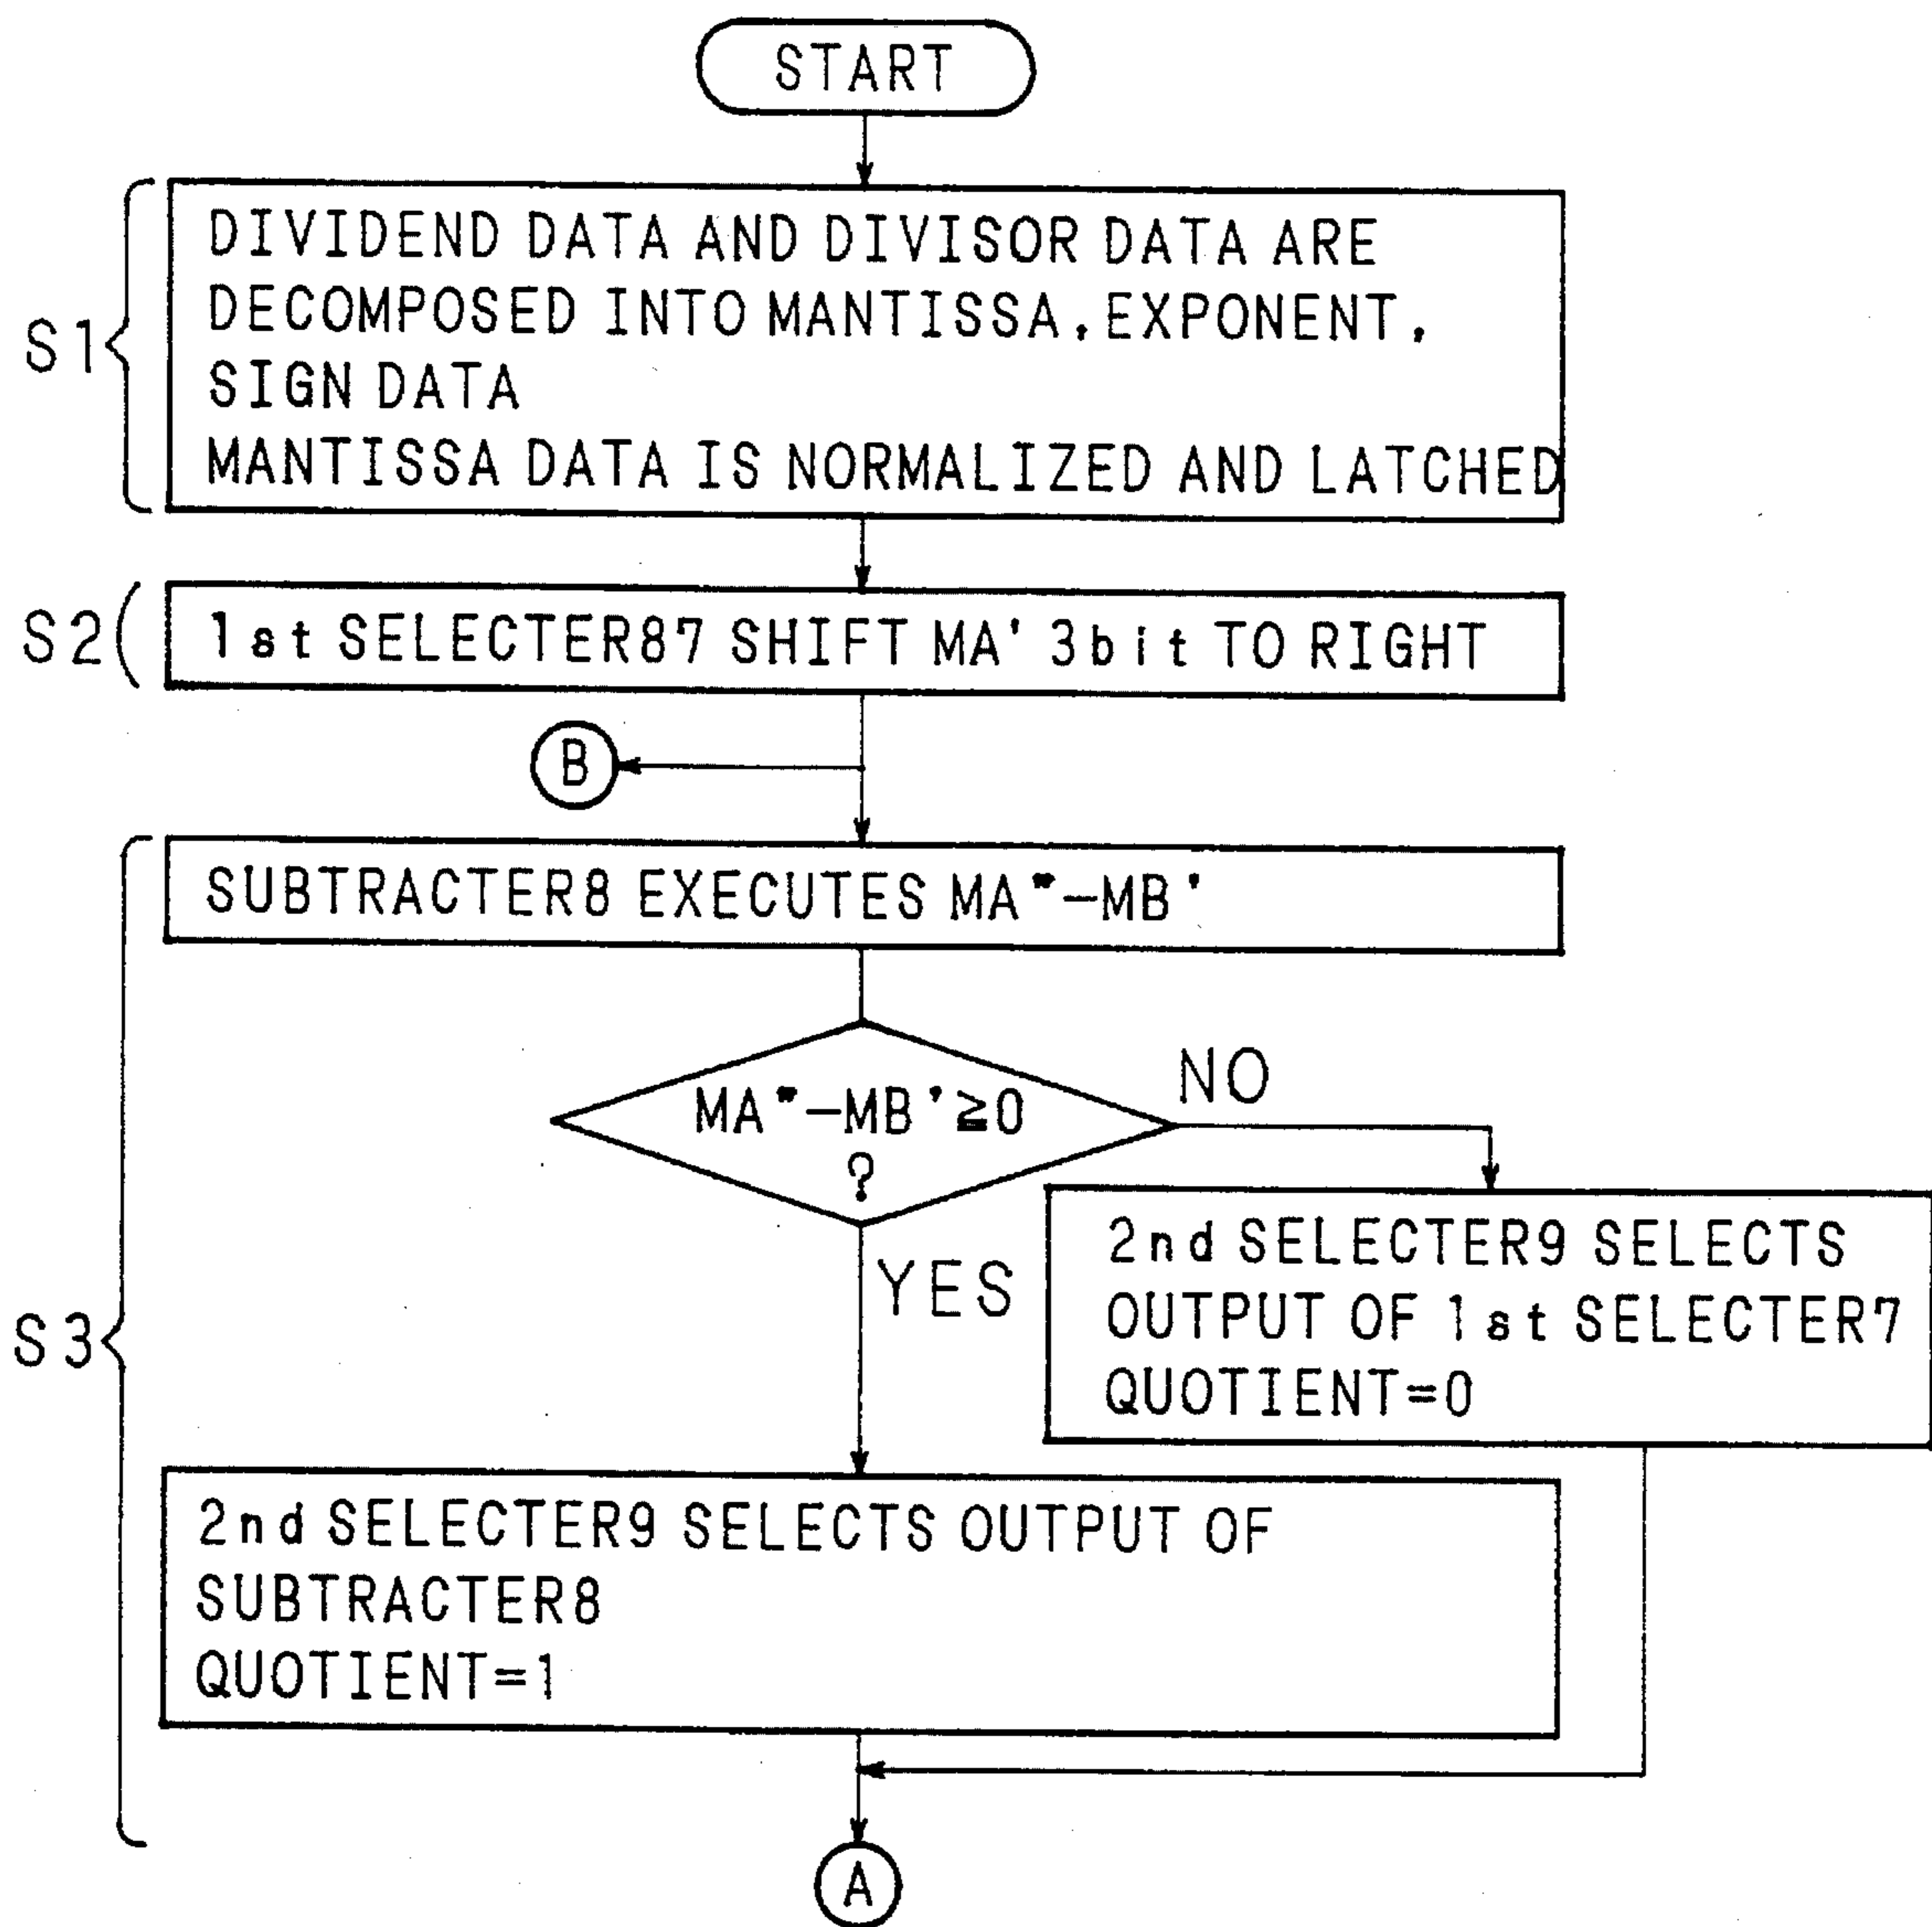 START
S1
DIVIDEND DATA AND DIVISOR DATA ARE
DECOMPOSED INTO MANTISSA, EXPONENT,
SIGN DATA
MANTISSA DATA IS NORMALIZED AND LATCHED
S2
1st SELECTER87 SHIFT MA' 3bit TO RIGHT
B
S3
SUBTRACTER8 EXECUTES MA"-MB'
MA"-MB'≧0
?
NO
YES
2nd SELECTER9 SELECTS
OUTPUT OF 1st SELECTER7
QUOTIENT=0
2nd SELECTER9 SELECTS OUTPUT OF
SUBTRACTER8
QUOTIENT=1
A